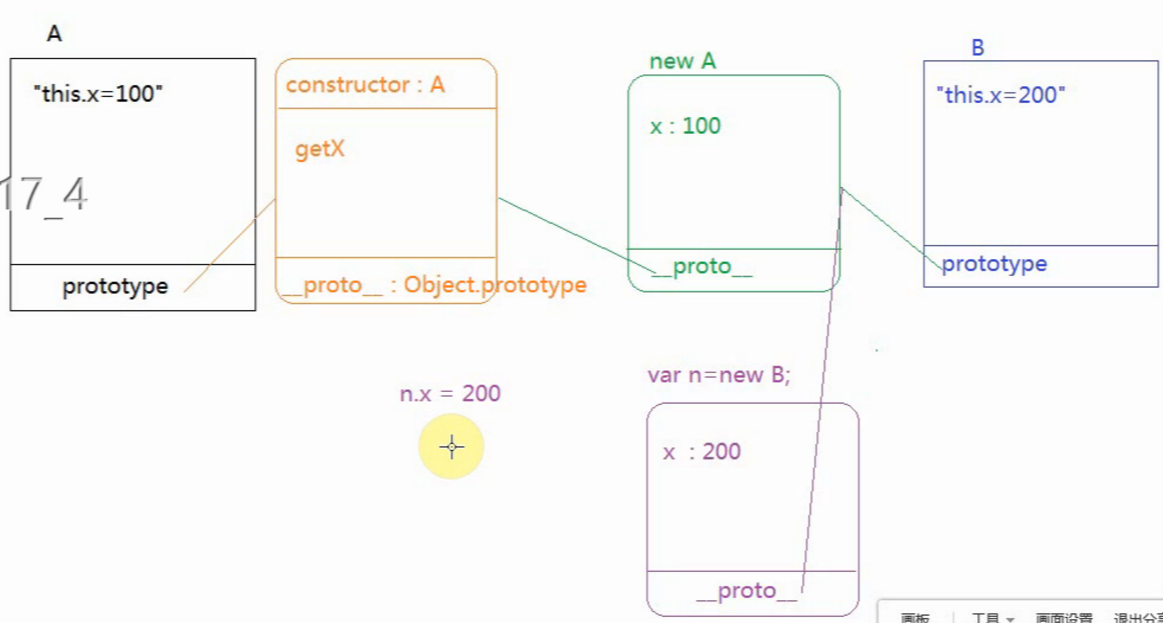 A
"this.x=100"
17_4
prototype
constructor : A
getX
__proto__ : Object.prototype
new A
x : 100
__proto__
B
"this.x=200"
prototype
n.x = 200
var n=new B;
x : 200
__proto__
画板 工具 画面设置 退出分享